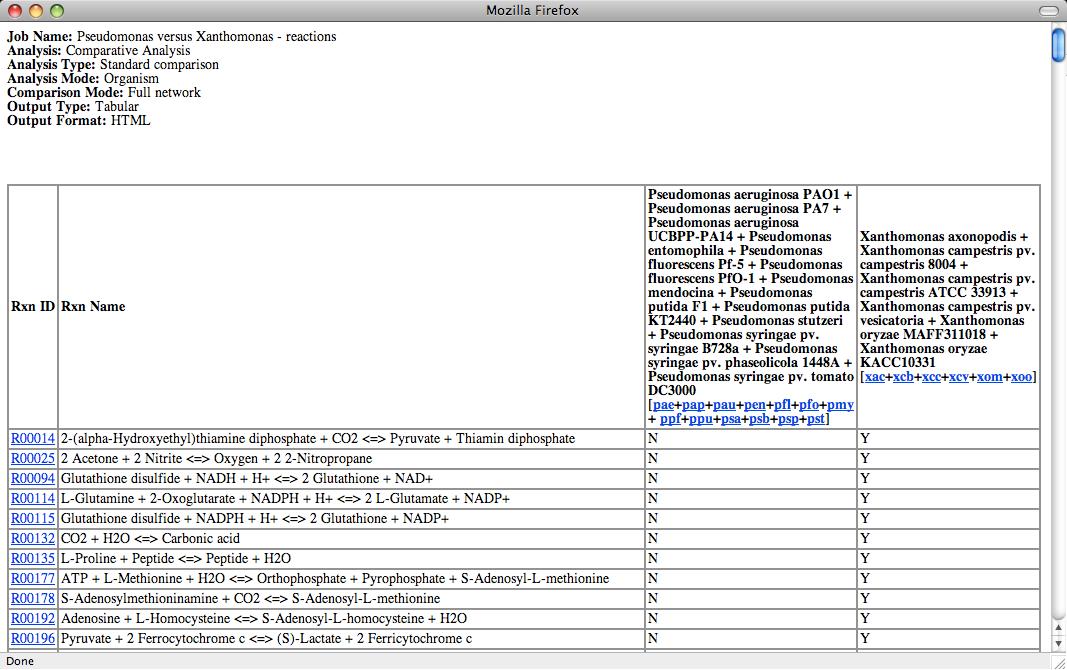 Mozilla Firefox
Job Name: Pseudomonas versus Xanthomonas - reactions
Analysis: Comparative Analysis
Analysis Type: Standard comparison
Analysis Mode: Organism
Comparison Mode: Full network
Output Type: Tabular
Output Format: HTML
Rxn ID
Rxn Name
Pseudomonas aeruginosa PAO1 +
Pseudomonas aeruginosa PA7 +
Pseudomonas aeruginosa
UCBPP-PA14 + Pseudomonas
entomophila + Pseudomonas
fluorescens Pf-5 + Pseudomonas
fluorescens PfO-1 + Pseudomonas
mendocina + Pseudomonas
putida F1 + Pseudomonas putida
KT2440 + Pseudomonas stutzeri
+ Pseudomonas syringae pv.
syringae B728a + Pseudomonas
syringae pv. phaseolicola 1448A +
Pseudomonas syringae pv. tomato
DC3000
[pae+pap+pau+pen+pfl+pfo+pmy
+ ppf+ppu+psa+psb+psp+pst]
Xanthomonas axonopodis +
Xanthomonas campestris pv.
campestris 8004 +
Xanthomonas campestris pv.
campestris ATCC 33913 +
Xanthomonas campestris pv.
vesicatoria + Xanthomonas
oryzae MAFF311018 +
Xanthomonas oryzae
KACC10331
[xac+xcb+xcc+xcv+xom+xoo]
R00014 2-(alpha-Hydroxyethyl)thiamine diphosphate + CO2 <=> Pyruvate + Thiamin diphosphate N Y
R00025 2 Acetone + 2 Nitrite <=> Oxygen + 2 2-Nitropropane N Y
R00094 Glutathione disulfide + NADH + H+ <=> 2 Glutathione + NAD+ N Y
R00114 L-Glutamine + 2-Oxoglutarate + NADPH + H+ <=> 2 L-Glutamate + NADP+ N Y
R00115 Glutathione disulfide + NADPH + H+ <=> 2 Glutathione + NADP+ N Y
R00132 CO2 + H2O <=> Carbonic acid N Y
R00135 L-Proline + Peptide <=> Peptide + H2O N Y
R00177 ATP + L-Methionine + H2O <=> Orthophosphate + Pyrophosphate + S-Adenosyl-L-methionine N Y
R00178 S-Adenosylmethioninamine + CO2 <=> S-Adenosyl-L-methionine N Y
R00192 Adenosine + L-Homocysteine <=> S-Adenosyl-L-homocysteine + H2O N Y
R00196 Pyruvate + 2 Ferrocytochrome c <=> (S)-Lactate + 2 Ferricytochrome c N Y
Done